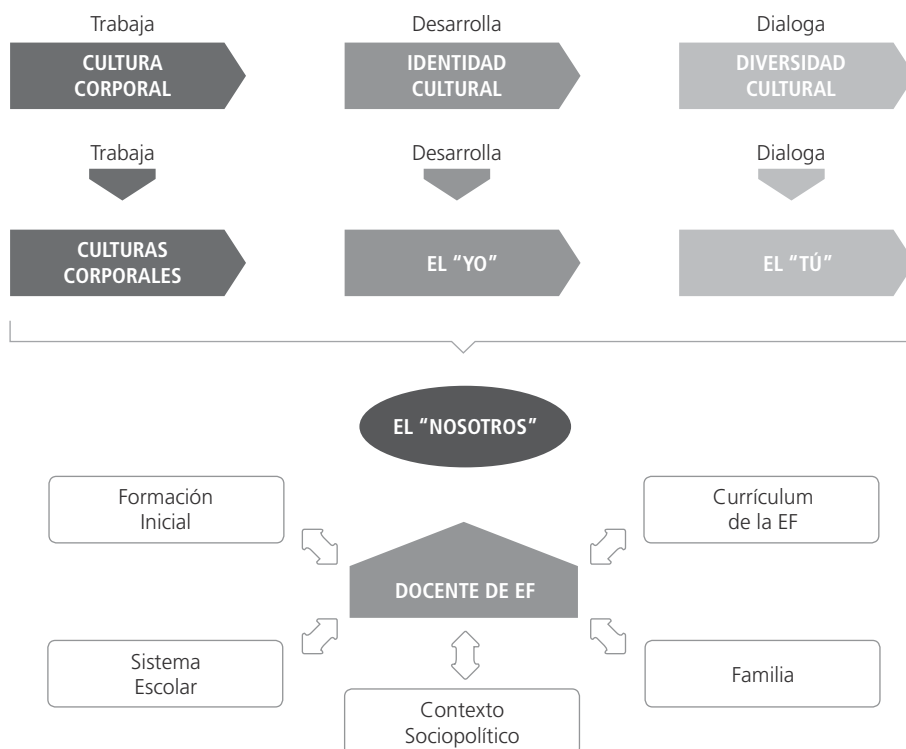 Trabaja
Desarrolla
Dialoga
CULTURA
CORPORAL
IDENTIDAD
CULTURAL
DIVERSIDAD
CULTURAL
Trabaja
Desarrolla
Dialoga
CULTURAS
CORPORALES
EL “YO”
EL “TÚ”
EL “NOSOTROS”
Formación
Inicial
Currículum
de la EF
DOCENTE DE EF
Sistema
Escolar
Familia
Contexto
Sociopolítico